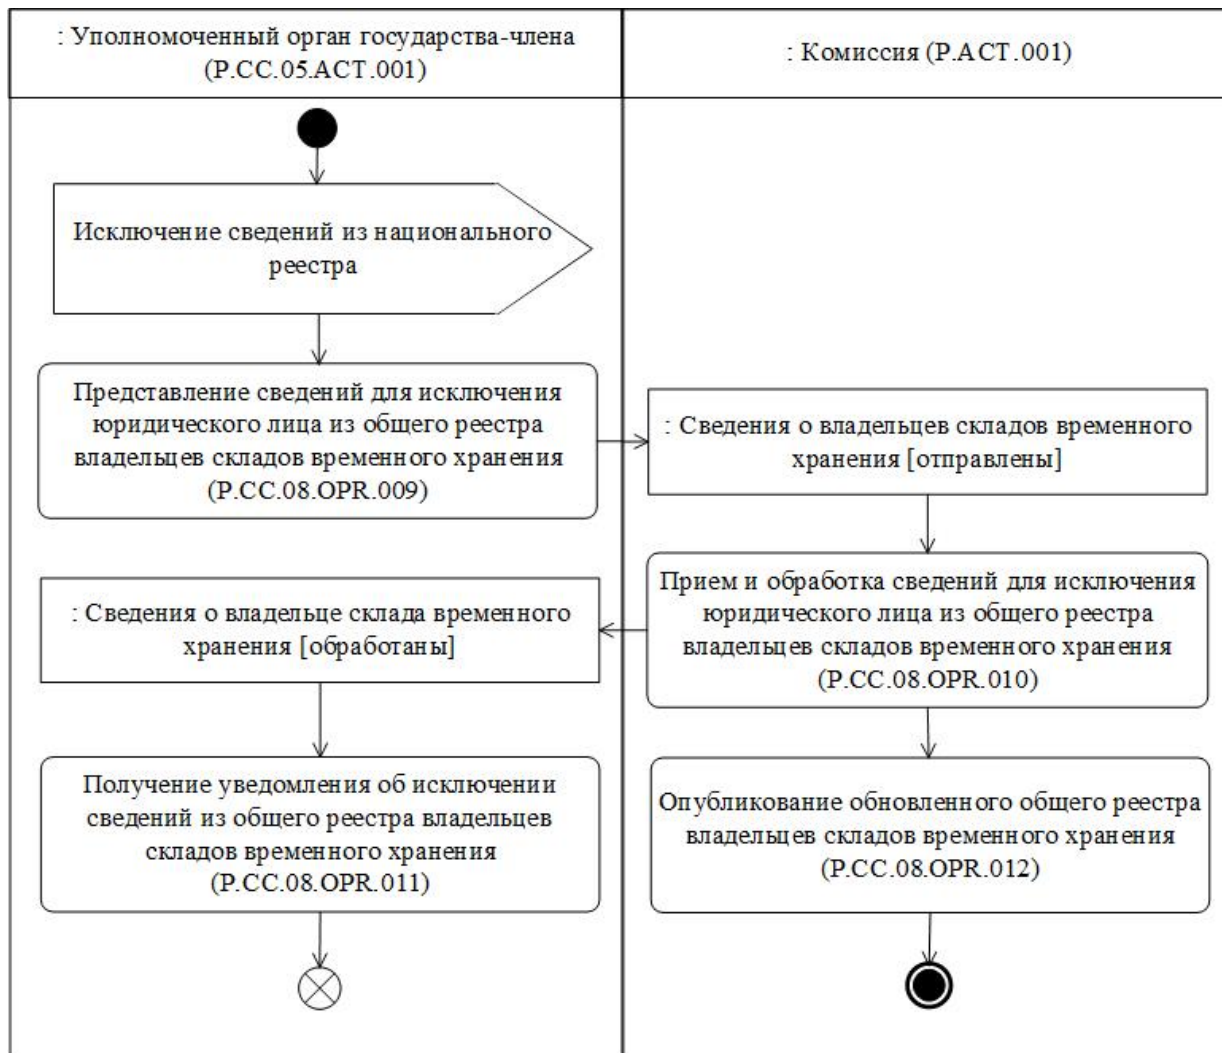 : Уполномоченный орган государства-члена
(P.CC.05.ACT.001)
: Комиссия (P.ACT.001)
Исключение сведений из национального
реестра
Представление сведений для исключения
юридического лица из общего реестра
владельцев складов временного хранения
(P.CC.08.OPR.009)
: Сведения о владельцев складов временного
хранения [отправлены]
Прием и обработка сведений для исключения
юридического лица из общего реестра
владельцев складов временного хранения
(P.CC.08.OPR.010)
: Сведения о владельце склада временного
хранения [обработаны]
Получение уведомления об исключении
сведений из общего реестра владельцев
складов временного хранения
(P.CC.08.OPR.011)
Опубликование обновленного общего реестра
владельцев складов временного хранения
(P.CC.08.OPR.012)